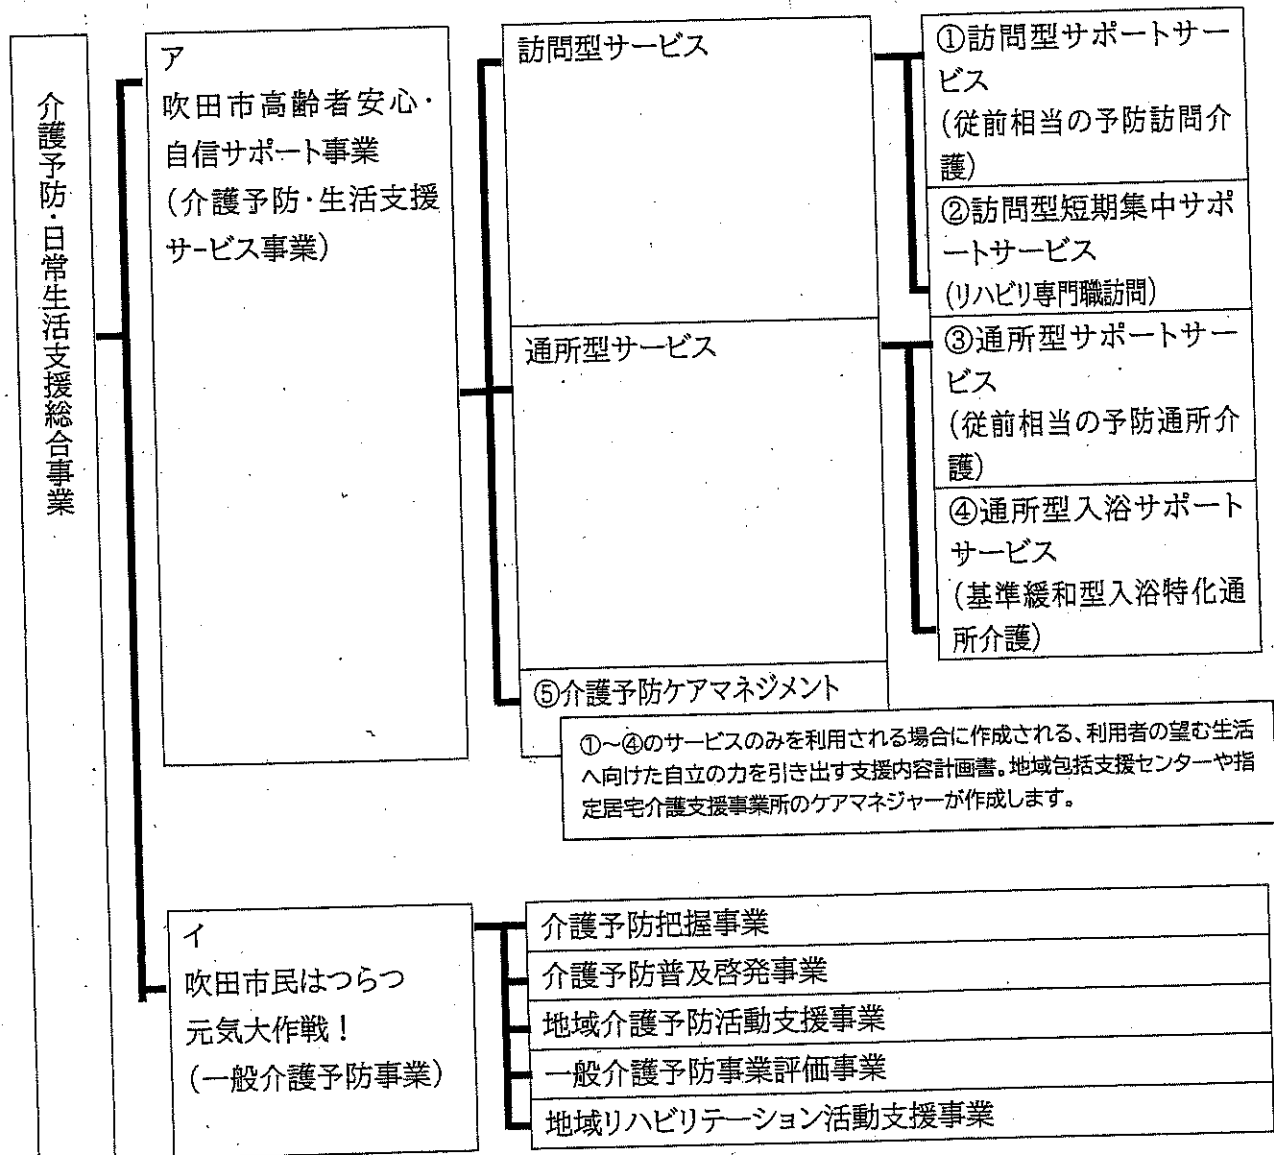 介護予防・日常生活支援総合事業
ア
吹田市高齢者安心・
自信サポート事業
(介護予防・生活支援
サービス事業)
訪問型サービス
①訪問型サポートサー
ビス
(従前相当の予防訪問介
護)
②訪問型短期集中サポ
ートサービス
(リハビリ専門職訪問)
通所型サービス
③通所型サポートサー
ビス
(従前相当の予防通所介
護)
④通所型入浴サポート
サービス
(基準緩和型入浴特化通
所介護)
⑤介護予防ケアマネジメント
①～④のサービスのみを利用される場合に作成される、利用者の望む生活
へ向けた自立の力を引き出す支援内容計画書。地域包括支援センターや指
定居宅介護支援事業所のケアマネジャーが作成します。
イ
吹田市民はつらつ
元気大作戦！
(一般介護予防事業)
介護予防把握事業
介護予防普及啓発事業
地域介護予防活動支援事業
一般介護予防事業評価事業
地域リハビリテーション活動支援事業